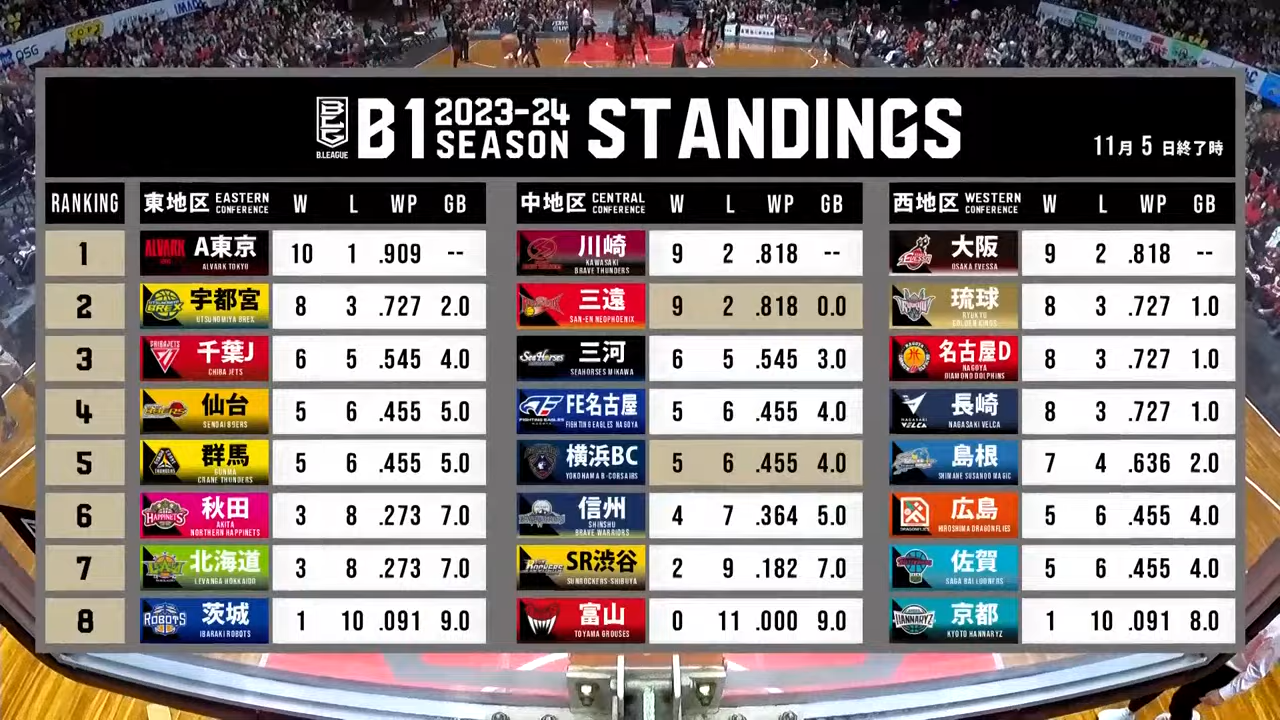 B.LEAGUE
B1 2023-24 SEASON STANDINGS
11月 5 日終了時
RANKING 東地区 EASTERN CONFERENCE W L WP GB 中地区 CENTRAL CONFERENCE W L WP GB 西地区 WESTERN CONFERENCE W L WP GB
1 A東京 ALVARK TOKYO 10 1 .909 -- 川崎 KAWASAKI BRAVE THUNDERS 9 2 .818 -- 大阪 OSAKA EVESSA 9 2 .818 --
2 宇都宮 UTSUNOMIYA BREX 8 3 .727 2.0 三遠 SAN-EN NEOPHOENIX 9 2 .818 0.0 琉球 RYUKYU GOLDEN KINGS 8 3 .727 1.0
3 千葉J CHIBA JETS 6 5 .545 4.0 三河 SEAHORSES MIKAWA 6 5 .545 3.0 名古屋D NAGOYA DIAMOND DOLPHINS 8 3 .727 1.0
4 仙台 SENDAI 89ERS 5 6 .455 5.0 FE名古屋 FIGHTING EAGLES NAGOYA 5 6 .455 4.0 長崎 NAGASAKI VELCA 8 3 .727 1.0
5 群馬 GUNMA CRANE THUNDERS 5 6 .455 5.0 横浜BC YOKOHAMA B-CORSAIRS 5 6 .455 4.0 島根 SHIMANE SUSANOO MAGIC 7 4 .636 2.0
6 秋田 AKITA NORTHERN HAPPINETS 3 8 .273 7.0 信州 SHINSHU BRAVE WARRIORS 4 7 .364 5.0 広島 HIROSHIMA DRAGONFLIES 5 6 .455 4.0
7 北海道 LEVANGA HOKKAIDO 3 8 .273 7.0 SR渋谷 SUNROCKERS-SHIBUYA 2 9 .182 7.0 佐賀 SAGA BALLOONERS 5 6 .455 4.0
8 茨城 IBARAKI ROBOTS 1 10 .091 9.0 富山 TOYAMA GROUSES 0 11 .000 9.0 京都 KYOTO HANNARYZ 1 10 .091 8.0